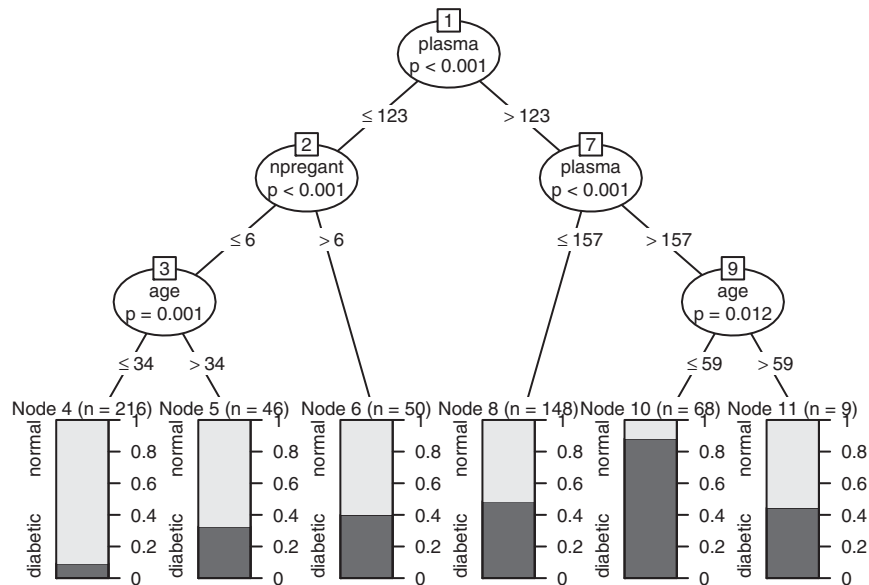 1
plasma
p < 0.001
≤ 123
> 123
2
npregant
p < 0.001
7
plasma
p < 0.001
≤ 6
> 6
≤ 157
> 157
3
age
p = 0.001
9
age
p = 0.012
≤ 34
> 34
≤ 59
> 59
Node 4 (n = 216)
diabetic
normal
0
0.2
0.4
0.6
0.8
1
Node 5 (n = 46)
diabetic
normal
0
0.2
0.4
0.6
0.8
1
Node 6 (n = 50)
diabetic
normal
0
0.2
0.4
0.6
0.8
1
Node 8 (n = 148)
diabetic
normal
0
0.2
0.4
0.6
0.8
1
Node 10 (n = 68)
diabetic
normal
0
0.2
0.4
0.6
0.8
1
Node 11 (n = 9)
diabetic
normal
0
0.2
0.4
0.6
0.8
1